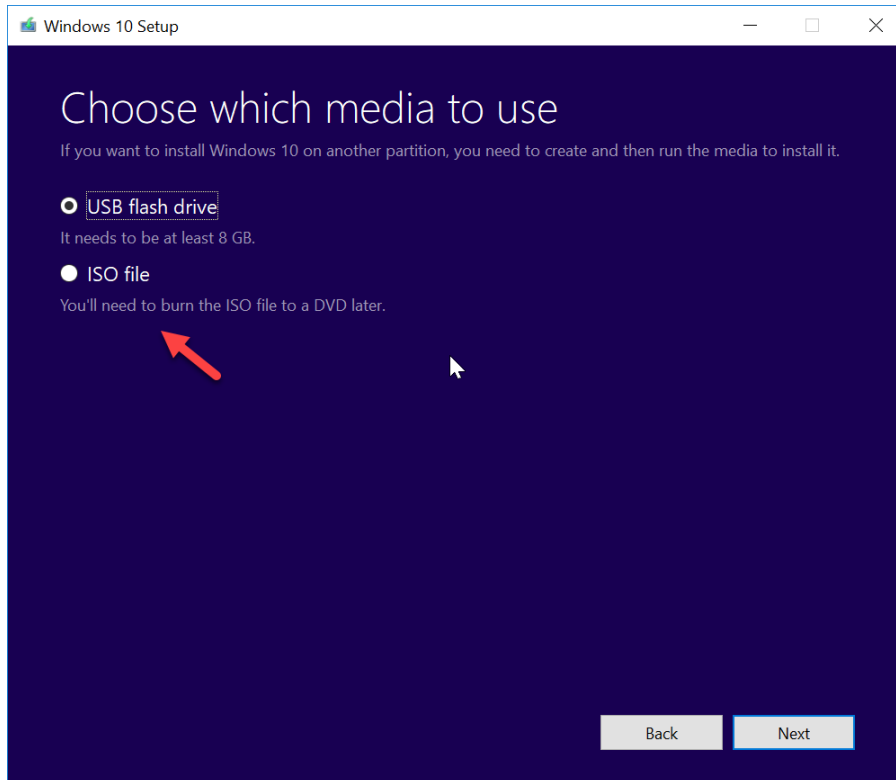 Windows 10 Setup
Choose which media to use
If you want to install Windows 10 on another partition, you need to create and then run the media to install it.
USB flash drive
It needs to be at least 8 GB.
ISO file
You'll need to burn the ISO file to a DVD later.
Back
Next